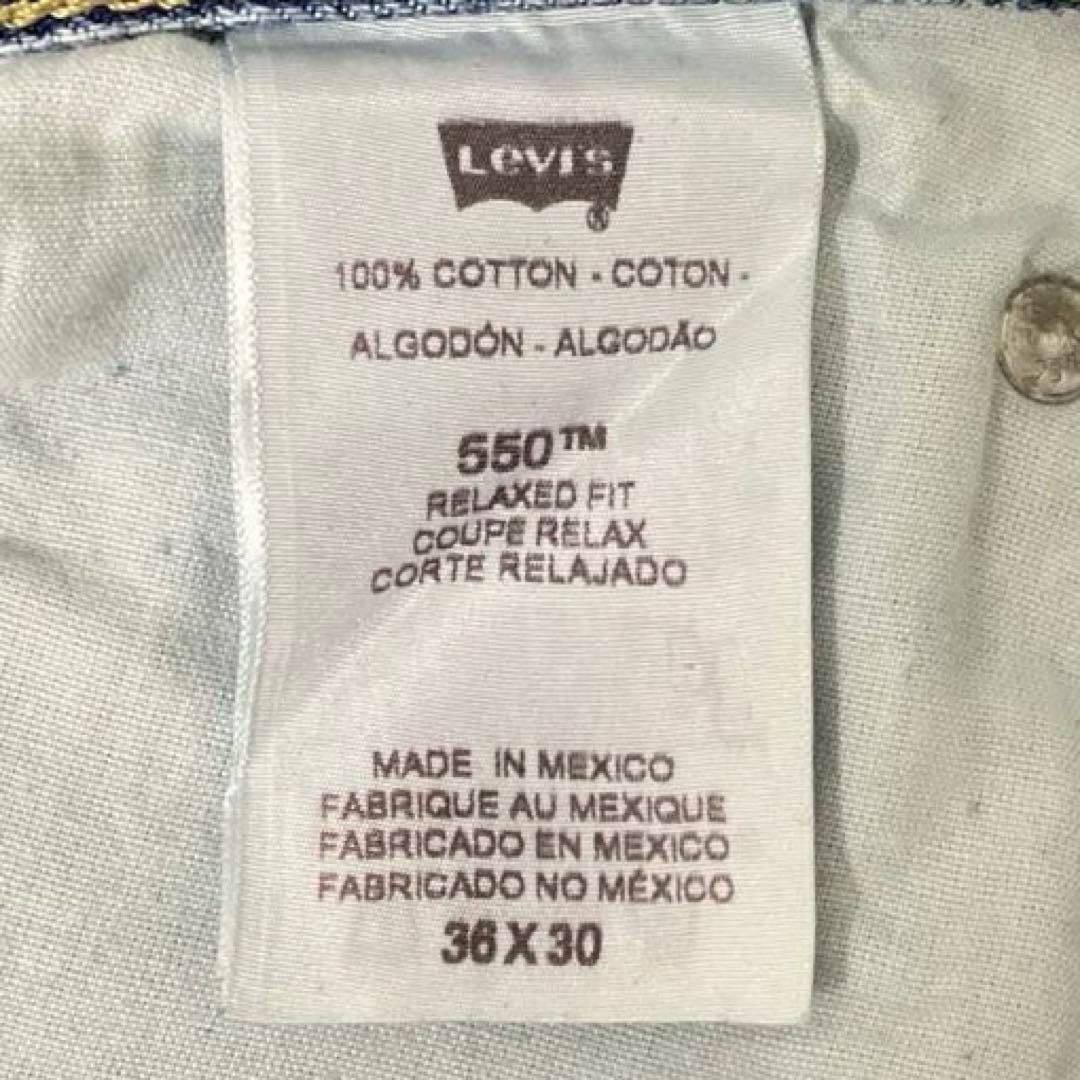 Levi's
®
100% COTTON - COTON -
ALGODÓN - ALGODÃO
550™
RELAXED FIT
COUPE RELAX
CORTE RELAJADO
MADE IN MEXICO
FABRIQUE AU MEXIQUE
FABRICADO EN MEXICO
FABRICADO NO MÉXICO
36 X 30